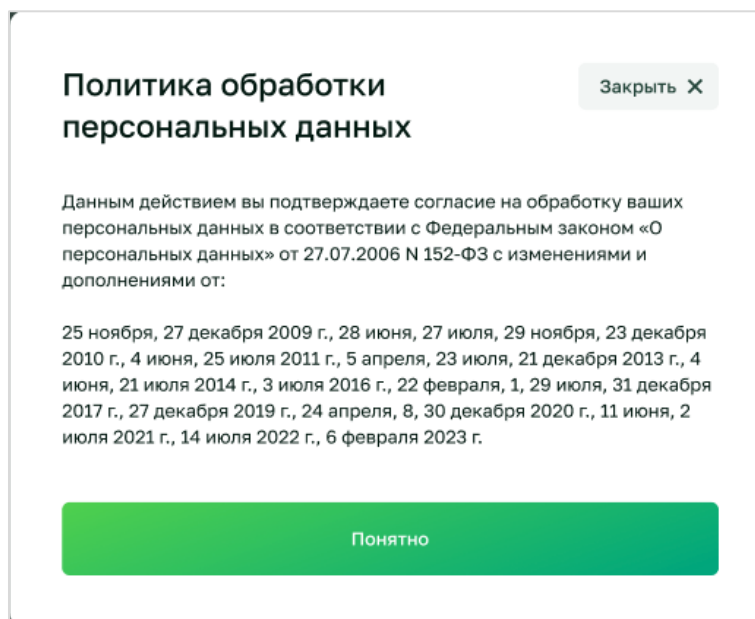 Политика обработки
персональных данных
Закрыть ✕
Данным действием вы подтверждаете согласие на обработку ваших
персональных данных в соответствии с Федеральным законом «О
персональных данных» от 27.07.2006 N 152-ФЗ с изменениями и
дополнениями от:
25 ноября, 27 декабря 2009 г., 28 июня, 27 июля, 29 ноября, 23 декабря
2010 г., 4 июня, 25 июля 2011 г., 5 апреля, 23 июля, 21 декабря 2013 г., 4
июня, 21 июля 2014 г., 3 июля 2016 г., 22 февраля, 1, 29 июля, 31 декабря
2017 г., 27 декабря 2019 г., 24 апреля, 8, 30 декабря 2020 г., 11 июня, 2
июля 2021 г., 14 июля 2022 г., 6 февраля 2023 г.
Понятно